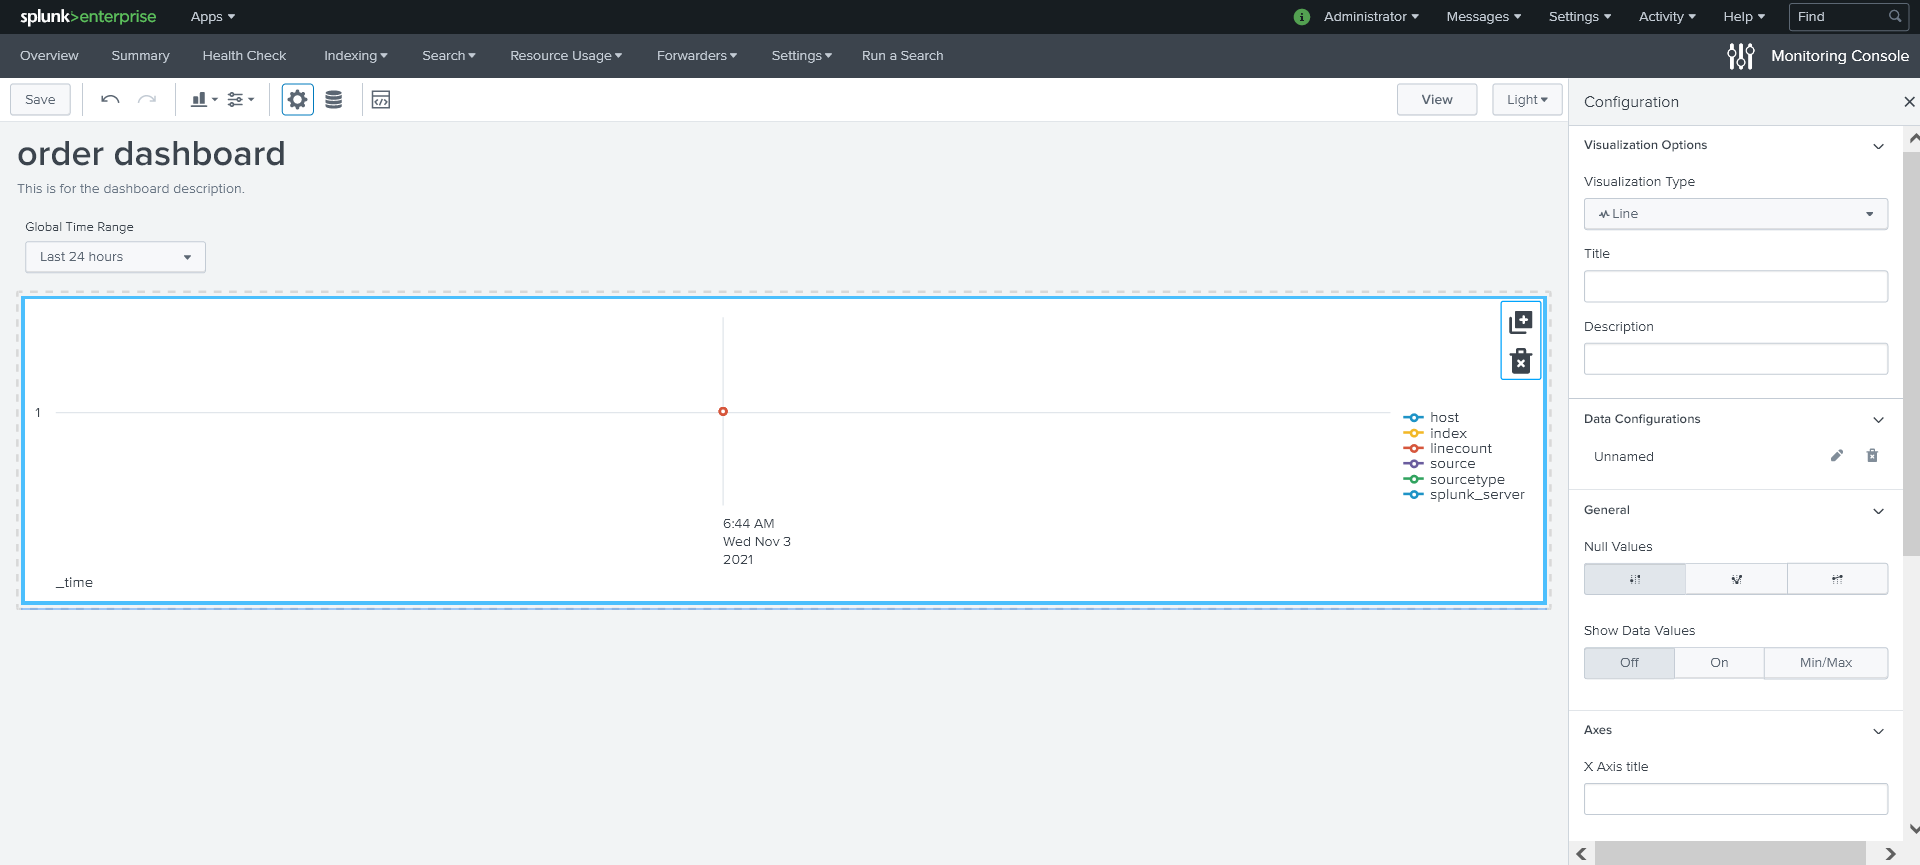 splunk>enterprise Apps Administrator Messages Settings Activity Help Find
Overview Summary Health Check Indexing Search Resource Usage Forwarders Settings Run a Search Monitoring Console
Save View Light
Configuration
order dashboard
This is for the dashboard description.
Global Time Range
Last 24 hours
1
host
index
linecount
source
sourcetype
splunk_server
6:44 AM
Wed Nov 3
2021
_time
Visualization Options
Visualization Type
Line
Title
Description
Data Configurations
Unnamed
General
Null Values
Show Data Values
Off On Min/Max
Axes
X Axis title